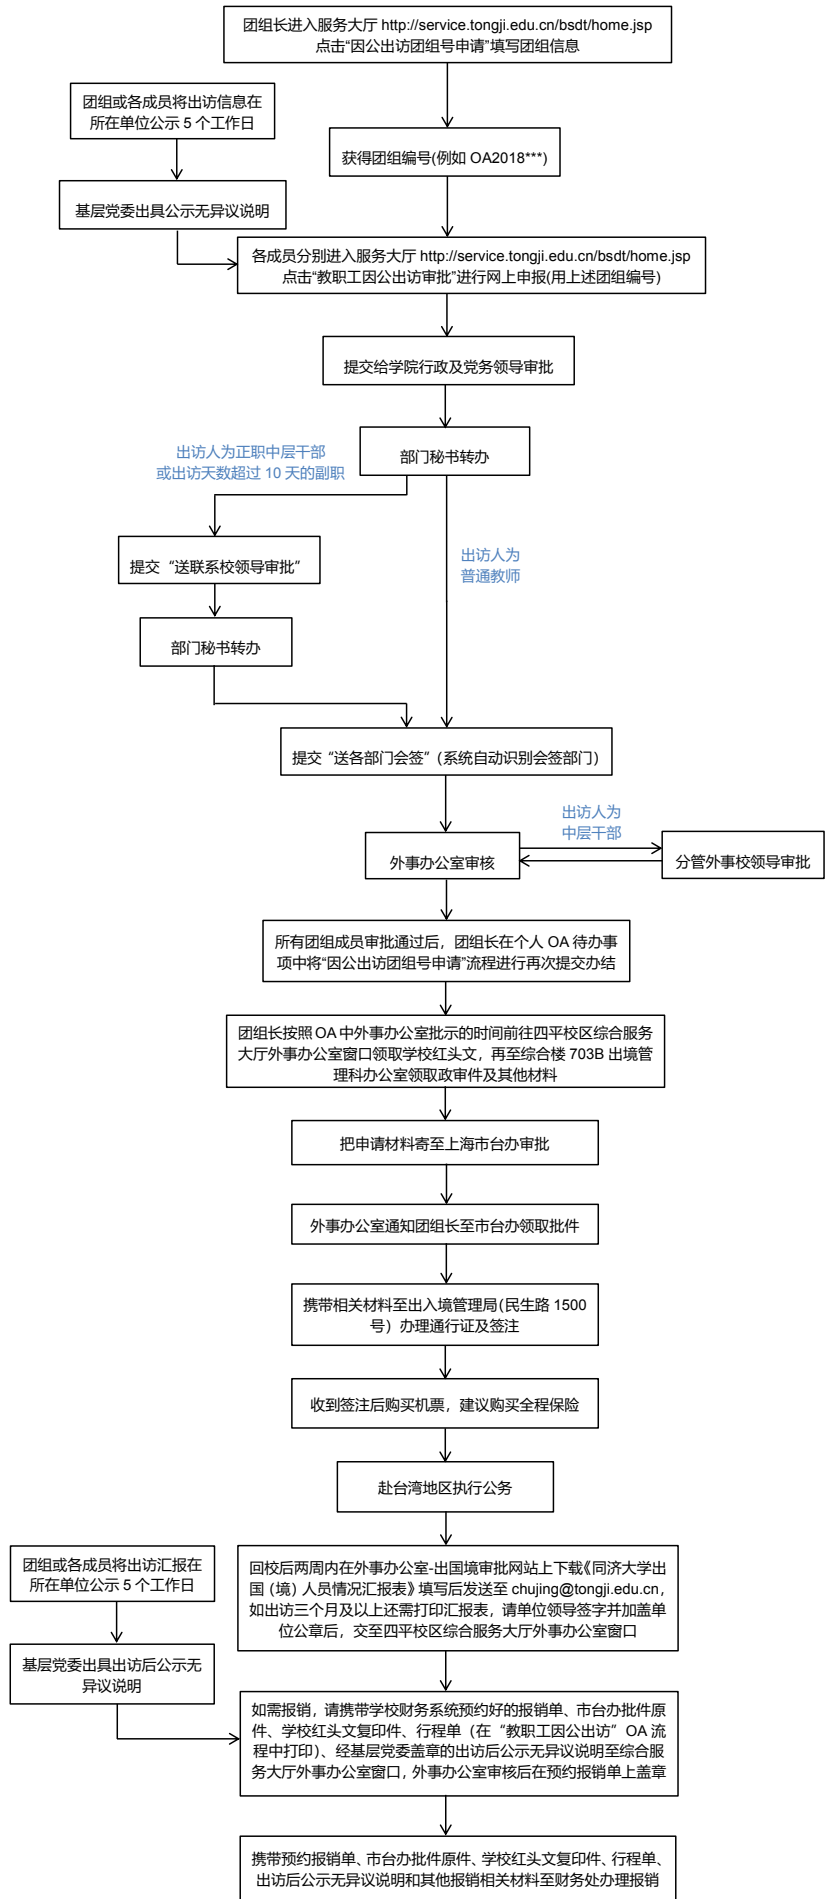 团组长进入服务大厅 http://service.tongji.edu.cn/bsdt/home.jsp
点击“因公出访团组号申请”填写团组信息
团组或各成员将出访信息在
所在单位公示 5 个工作日
获得团组编号(例如 OA2018***)
基层党委出具公示无异议说明
各成员分别进入服务大厅 http://service.tongji.edu.cn/bsdt/home.jsp
点击“教职工因公出访审批”进行网上申报(用上述团组编号)
提交给学院行政及党务领导审批
出访人为正职中层干部
或出访天数超过 10 天的副职
部门秘书转办
提交“送联系校领导审批”
出访人为
普通教师
部门秘书转办
提交“送各部门会签”(系统自动识别会签部门)
出访人为
中层干部
外事办公室审核
分管外事校领导审批
所有团组成员审批通过后，团组长在个人 OA 待办事
项中将“因公出访团组号申请”流程进行再次提交办结
团组长按照 OA 中外事办公室批示的时间前往四平校区综合服务
大厅外事办公室窗口领取学校红头文，再至综合楼 703B 出境管
理科办公室领取政审件及其他材料
把申请材料寄至上海市台办审批
外事办公室通知团组长至市台办领取批件
携带相关材料至出入境管理局(民生路 1500
号）办理通行证及签注
收到签注后购买机票，建议购买全程保险
赴台湾地区执行公务
团组或各成员将出访汇报在
所在单位公示 5 个工作日
回校后两周内在外事办公室-出国境审批网站上下载《同济大学出
国（境）人员情况汇报表》填写后发送至 chujing@tongji.edu.cn，
如出访三个月及以上还需打印汇报表，请单位领导签字并加盖单
位公章后，交至四平校区综合服务大厅外事办公室窗口
基层党委出具出访后公示无
异议说明
如需报销，请携带学校财务系统预约好的报销单、市台办批件原
件、学校红头文复印件、行程单（在“教职工因公出访”OA 流
程中打印）、经基层党委盖章的出访后公示无异议说明至综合服
务大厅外事办公室窗口，外事办公室审核后在预约报销单上盖章
携带预约报销单、市台办批件原件、学校红头文复印件、行程单、
出访后公示无异议说明和其他报销相关材料至财务处办理报销